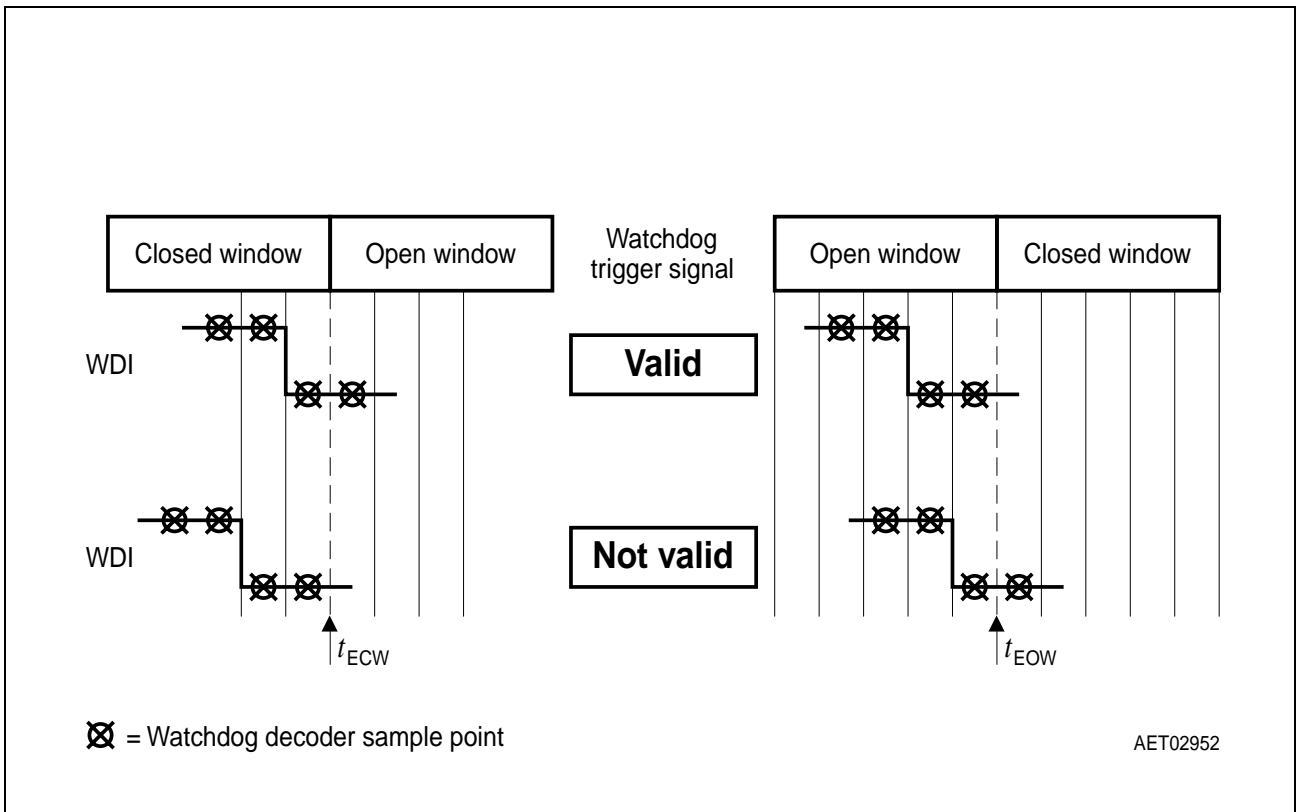 Closed window
Open window
Watchdog
trigger signal
Open window
Closed window
WDI
Valid
WDI
Not valid
tECW
tEOW
= Watchdog decoder sample point
AET02952